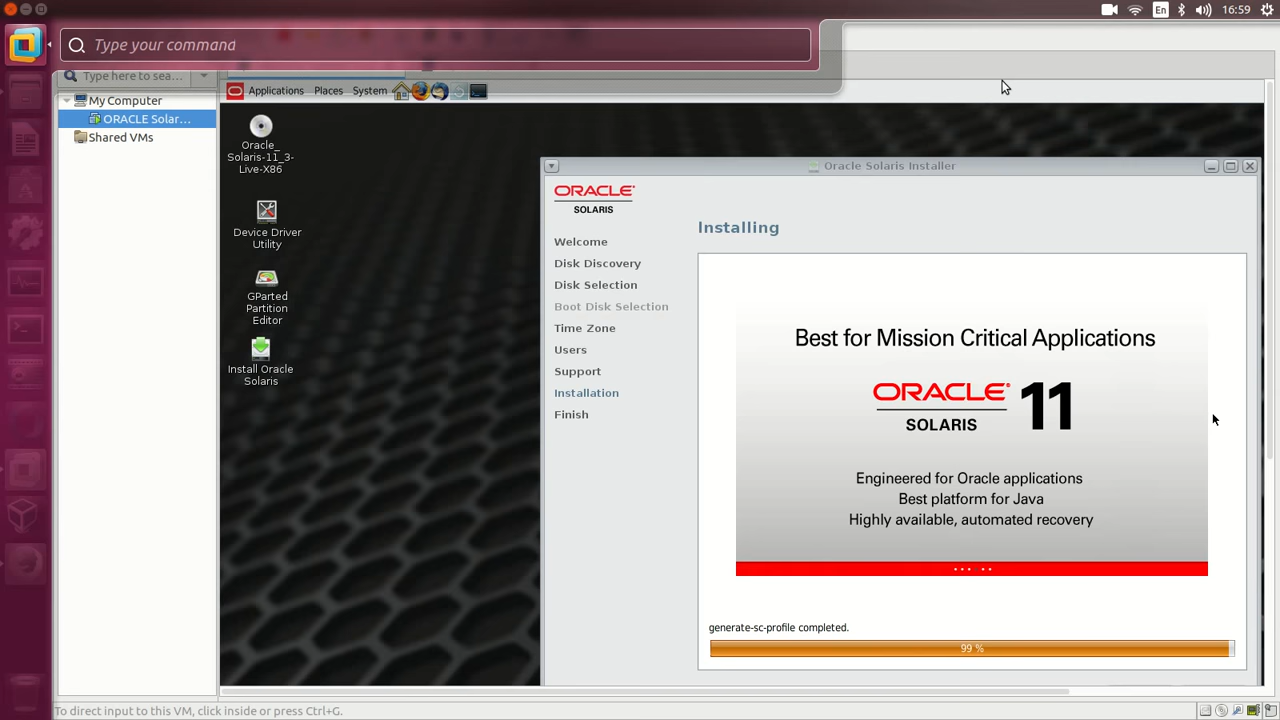 En
16:59
Type your command
Type here to sea...
My Computer
ORACLE Solar...
Shared VMs
Applications Places System
Oracle_
Solaris-11_3-
Live-X86
Device Driver
Utility
GParted
Partition
Editor
Install Oracle
Solaris
Oracle Solaris Installer
ORACLE
SOLARIS
Welcome
Disk Discovery
Disk Selection
Boot Disk Selection
Time Zone
Users
Support
Installation
Finish
Installing
Best for Mission Critical Applications
ORACLE 11
SOLARIS
Engineered for Oracle applications
Best platform for Java
Highly available, automated recovery
generate-sc-profile completed.
99 %
To direct input to this VM, click inside or press Ctrl+G.